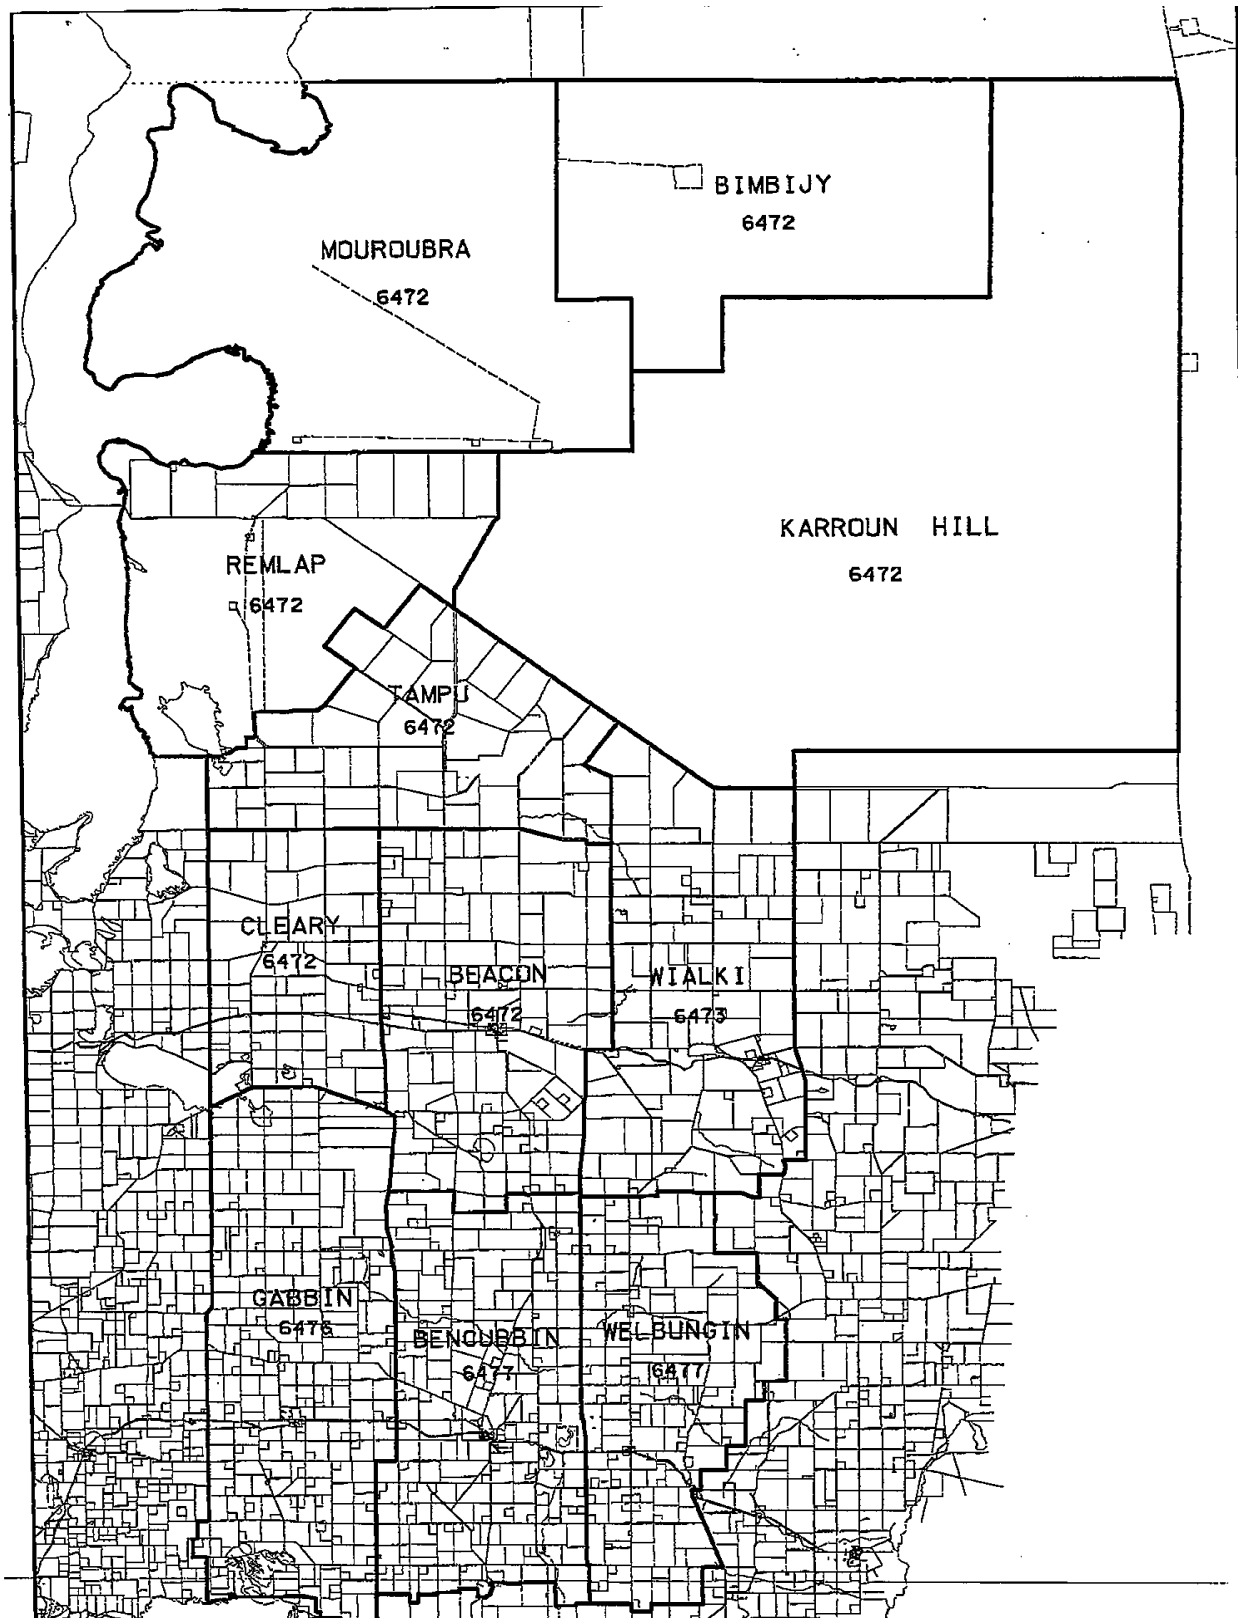 BIMBIJY
6472
MOUROUBRA
6472
KARROUN HILL
6472
REMLAP
6472
TAMPU
6472
CLEARY
6472
BEACON
6472
WIALKI
6473
GABBIN
6476
BENCUBBIN
6477
WELBUNGIN
6477